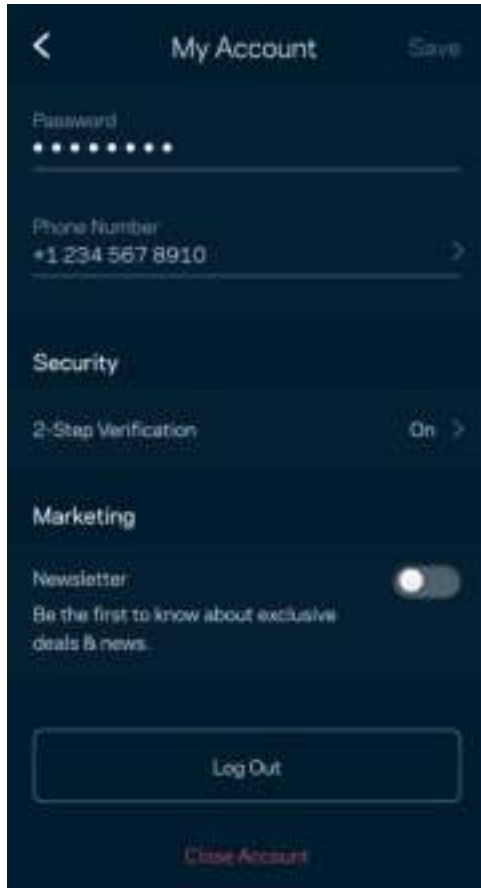 My Account
Save
Password
••••••••
Phone Number
+1 234 567 8910
Security
2-Step Verification
On
Marketing
Newsletter
Be the first to know about exclusive
deals & news.
Log Out
Close Account